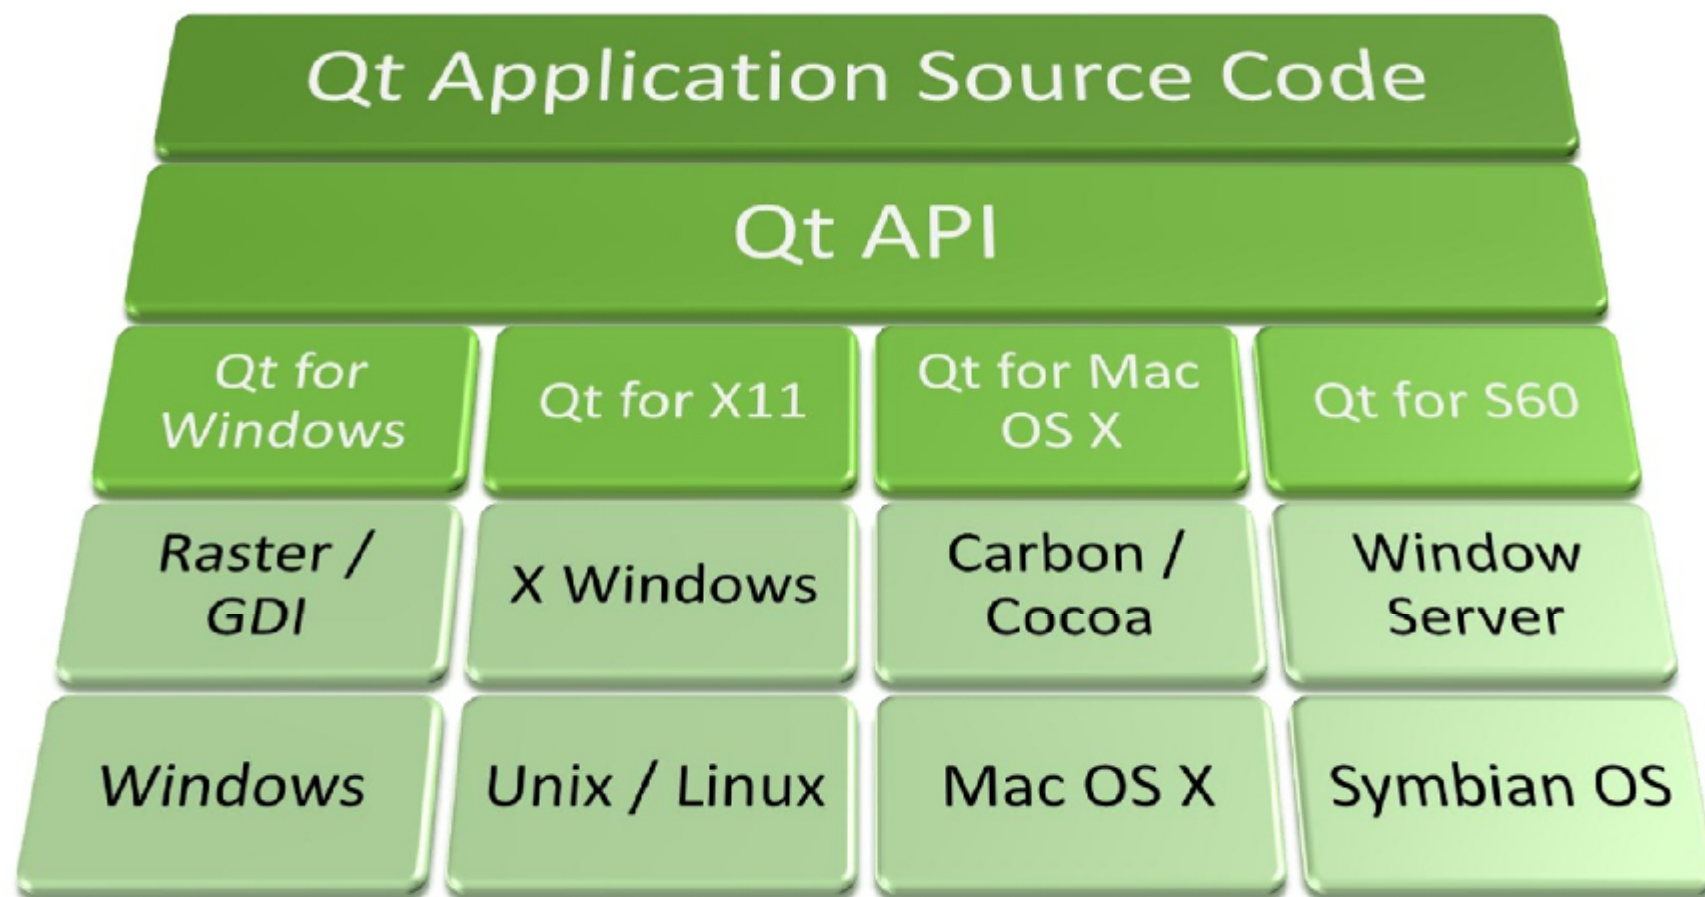 Qt Application Source Code
Qt API
Qt for
Windows
Qt for X11
Qt for Mac
OS X
Qt for S60
Raster /
GDI
X Windows
Carbon /
Cocoa
Window
Server
Windows
Unix / Linux
Mac OS X
Symbian OS